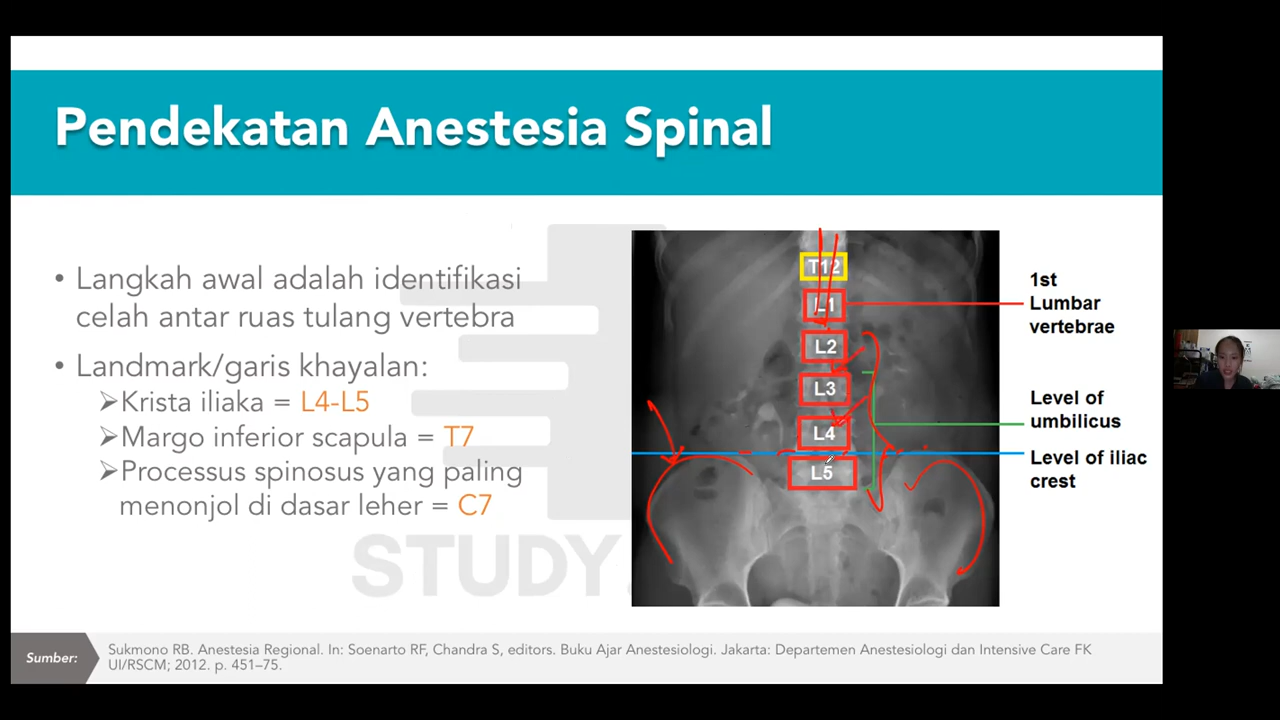 Pendekatan Anestesia Spinal
• Langkah awal adalah identifikasi
celah antar ruas tulang vertebra
• Landmark/garis khayalan:
➢Krista iliaka = L4-L5
➢Margo inferior scapula = T7
➢Processus spinosus yang paling
menonjol di dasar leher = C7
T12
L1
L2
L3
L4
L5
1st
Lumbar
vertebrae
Level of
umbilicus
Level of iliac
crest
STUDY.
Sumber:
Sukmono RB. Anestesia Regional. In: Soenarto RF, Chandra S, editors. Buku Ajar Anestesiologi. Jakarta: Departemen Anestesiologi dan Intensive Care FK
UI/RSCM; 2012. p. 451–75.